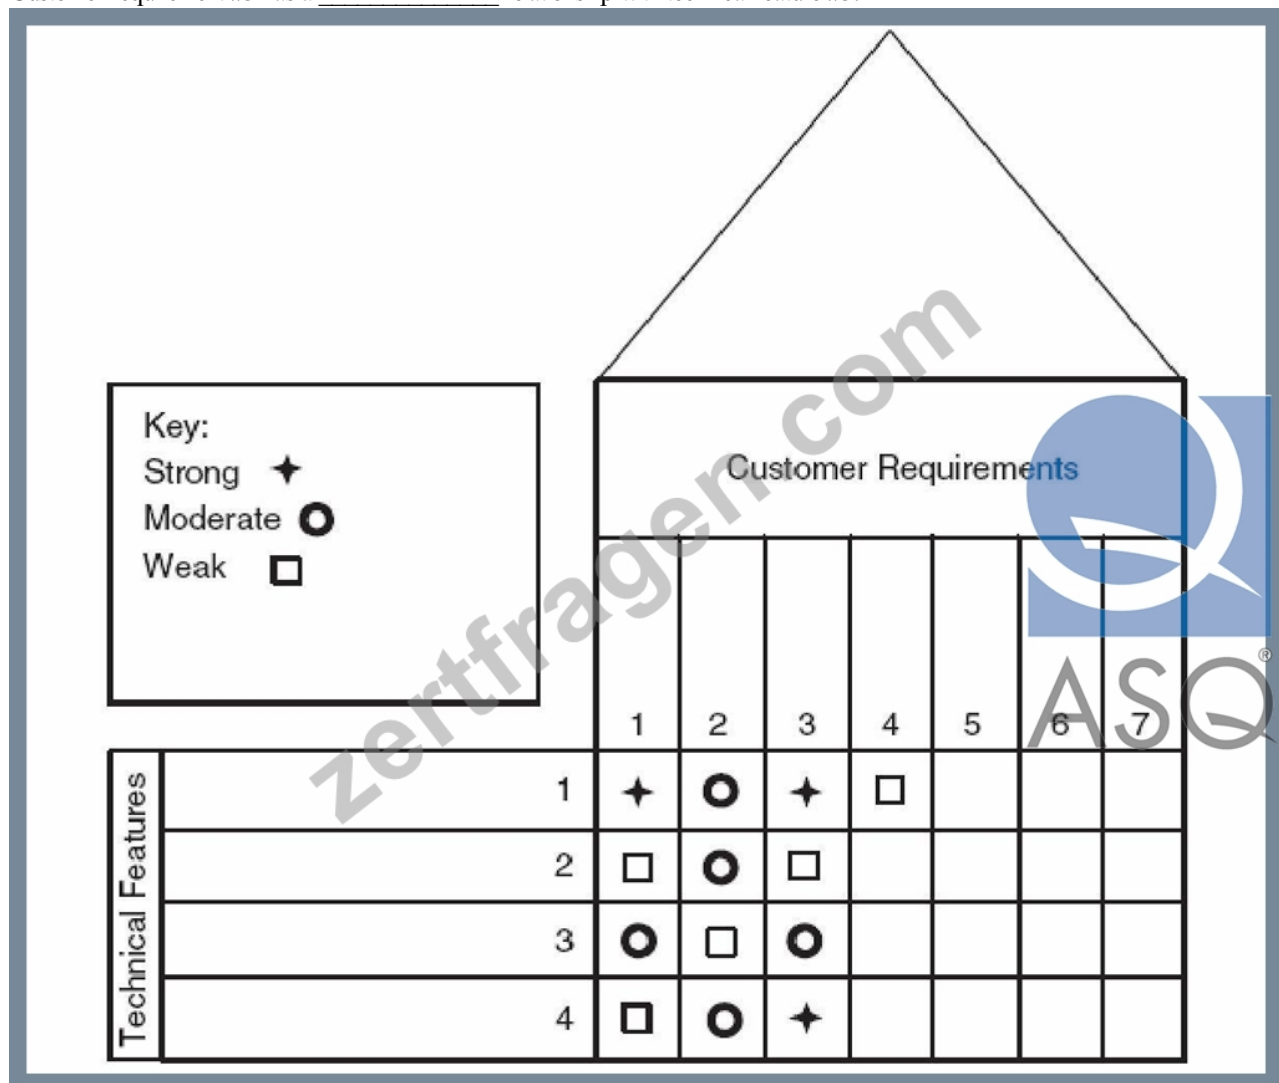 Key:
Strong
Moderate
Weak
Customer Requirements
1 2 3 4 5 6 7
Technical Features
1
2
3
4
zertfragen.com
ASQ®